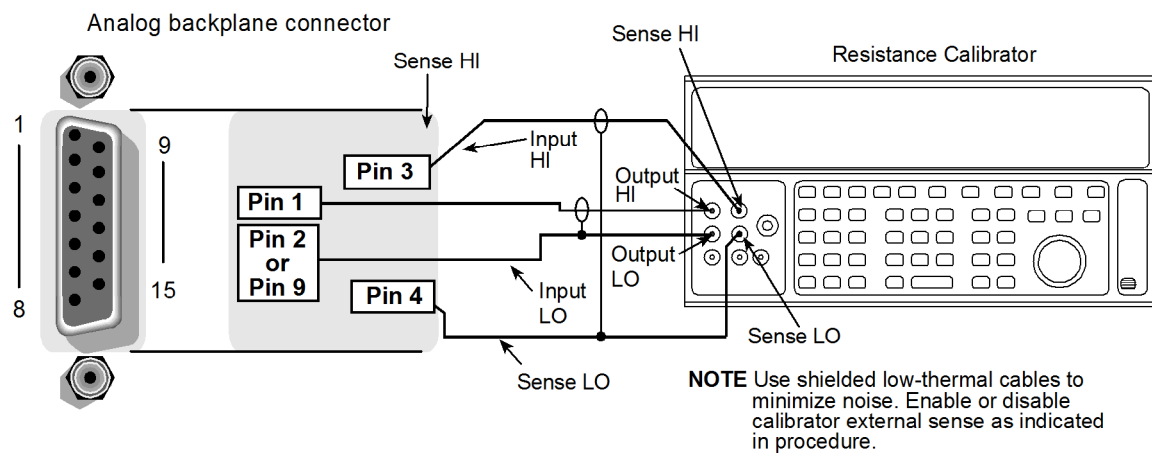 Analog backplane connector
Sense HI
Sense HI
Resistance Calibrator
1
9
Input
HI
Pin 3
Output
HI
Pin 1
Pin 2
or
Pin 9
Output
LO
15
8
Input
LO
Pin 4
Sense LO
Sense LO
NOTE Use shielded low-thermal cables to
minimize noise. Enable or disable
calibrator external sense as indicated
in procedure.